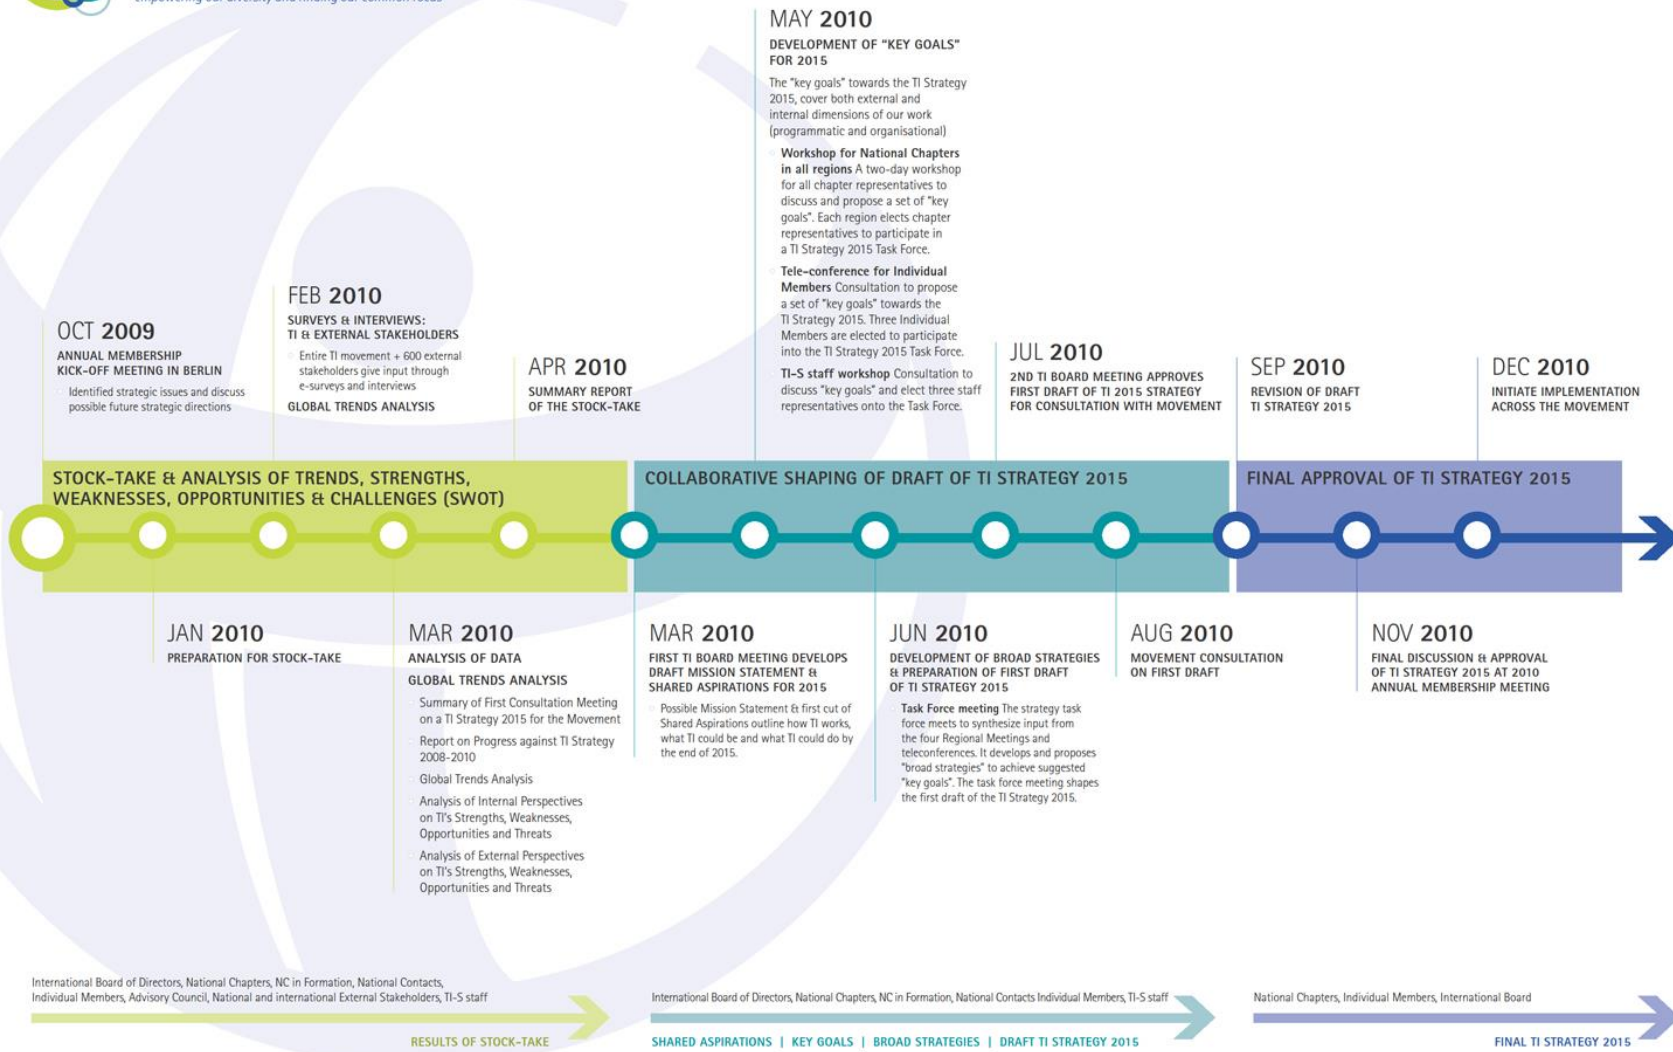 empowering our diversity and finding our common focus
MAY 2010
DEVELOPMENT OF "KEY GOALS"
FOR 2015
The "key goals" towards the TI Strategy
2015, cover both external and
internal dimensions of our work
(programmatic and organisational)
Workshop for National Chapters
in all regions A two-day workshop
for all chapter representatives to
discuss and propose a set of "key
goals". Each region elects chapter
representatives to participate in
a TI Strategy 2015 Task Force.
Tele-conference for Individual
Members Consultation to propose
a set of "key goals" towards the
TI Strategy 2015. Three Individual
Members are elected to participate
into the TI Strategy 2015 Task Force.
TI-S staff workshop Consultation to
discuss "key goals" and elect three staff
representatives onto the Task Force.
OCT 2009
ANNUAL MEMBERSHIP
KICK-OFF MEETING IN BERLIN
Identified strategic issues and discuss
possible future strategic directions
FEB 2010
SURVEYS & INTERVIEWS:
TI & EXTERNAL STAKEHOLDERS
Entire TI movement + 600 external
stakeholders give input through
e-surveys and interviews
GLOBAL TRENDS ANALYSIS
APR 2010
SUMMARY REPORT
OF THE STOCK-TAKE
JUL 2010
2ND TI BOARD MEETING APPROVES
FIRST DRAFT OF TI 2015 STRATEGY
FOR CONSULTATION WITH MOVEMENT
SEP 2010
REVISION OF DRAFT
TI STRATEGY 2015
DEC 2010
INITIATE IMPLEMENTATION
ACROSS THE MOVEMENT
STOCK-TAKE & ANALYSIS OF TRENDS, STRENGTHS,
WEAKNESSES, OPPORTUNITIES & CHALLENGES (SWOT)
COLLABORATIVE SHAPING OF DRAFT OF TI STRATEGY 2015
FINAL APPROVAL OF TI STRATEGY 2015
JAN 2010
PREPARATION FOR STOCK-TAKE
MAR 2010
ANALYSIS OF DATA
GLOBAL TRENDS ANALYSIS
Summary of First Consultation Meeting
on a TI Strategy 2015 for the Movement
Report on Progress against TI Strategy
2008-2010
Global Trends Analysis
Analysis of Internal Perspectives
on TI's Strengths, Weaknesses,
Opportunities and Threats
Analysis of External Perspectives
on TI's Strengths, Weaknesses,
Opportunities and Threats
MAR 2010
FIRST TI BOARD MEETING DEVELOPS
DRAFT MISSION STATEMENT &
SHARED ASPIRATIONS FOR 2015
Possible Mission Statement & first cut of
Shared Aspirations outline how TI works,
what TI could be and what TI could do by
the end of 2015.
JUN 2010
DEVELOPMENT OF BROAD STRATEGIES
& PREPARATION OF FIRST DRAFT
OF TI STRATEGY 2015
Task Force meeting The strategy task
force meets to synthesize input from
the four Regional Meetings and
teleconferences. It develops and proposes
"broad strategies" to achieve suggested
"key goals". The task force meeting shapes
the first draft of the TI Strategy 2015.
AUG 2010
MOVEMENT CONSULTATION
ON FIRST DRAFT
NOV 2010
FINAL DISCUSSION & APPROVAL
OF TI STRATEGY 2015 AT 2010
ANNUAL MEMBERSHIP MEETING
International Board of Directors, National Chapters, NC in Formation, National Contacts,
Individual Members, Advisory Council, National and international External Stakeholders, TI-S staff
RESULTS OF STOCK-TAKE
International Board of Directors, National Chapters, NC in Formation, National Contacts Individual Members, TI-S staff
SHARED ASPIRATIONS | KEY GOALS | BROAD STRATEGIES | DRAFT TI STRATEGY 2015
National Chapters, Individual Members, International Board
FINAL TI STRATEGY 2015